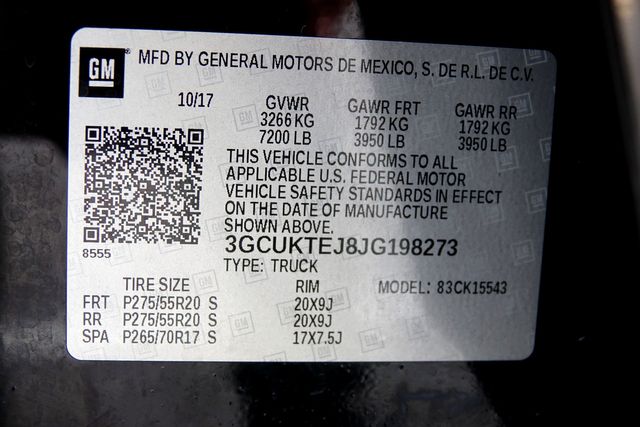 GM
MFD BY GENERAL MOTORS DE MEXICO, S. DE R.L. DE C.V.
10/17 GVWR GAWR FRT GAWR RR
3266 KG 1792 KG 1792 KG
7200 LB 3950 LB 3950 LB
THIS VEHICLE CONFORMS TO ALL
APPLICABLE U.S. FEDERAL MOTOR
VEHICLE SAFETY STANDARDS IN EFFECT
ON THE DATE OF MANUFACTURE
SHOWN ABOVE.
8555
3GCUKTEJ8JG198273
TYPE: TRUCK
TIRE SIZE RIM MODEL: 83CK15543
FRT P275/55R20 S 20X9J
RR P275/55R20 S 20X9J
SPA P265/70R17 S 17X7.5J